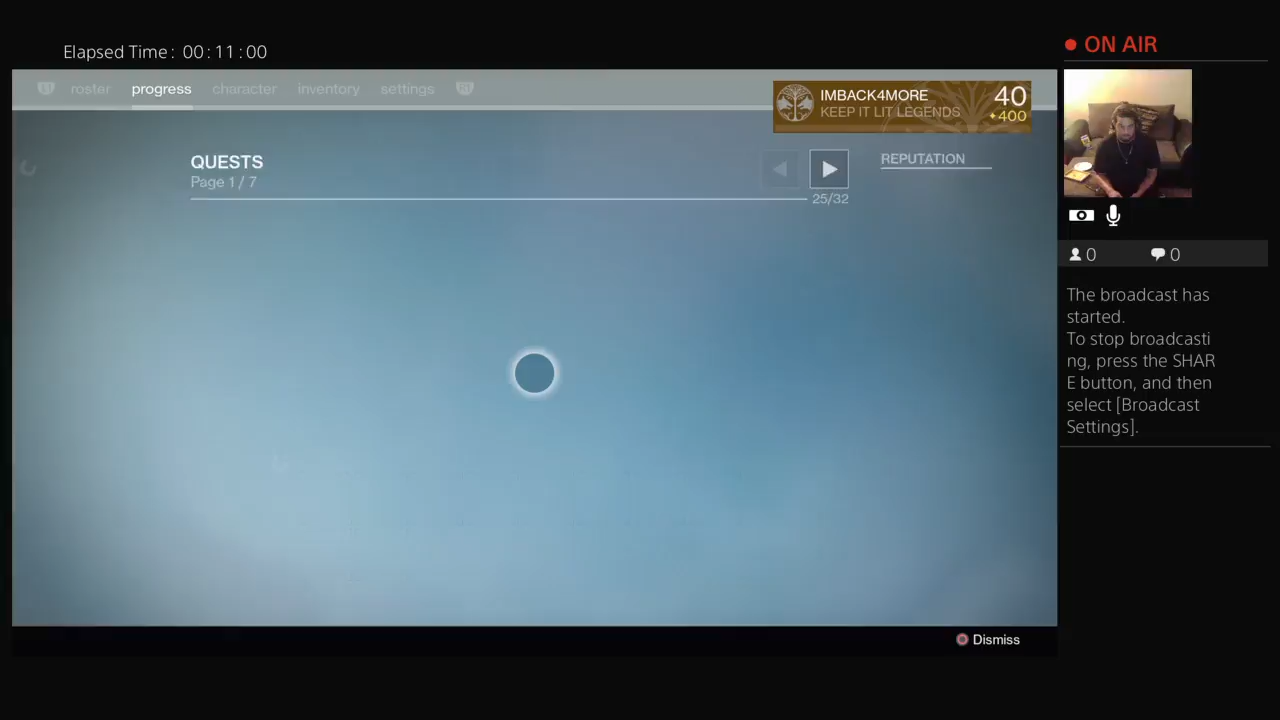 Elapsed Time: 00:11:00
ON AIR
L1 roster progress character inventory settings R1
IMBACK4MORE
KEEP IT LIT LEGENDS
40
400
QUESTS
Page 1 / 7
25/32
REPUTATION
0 0
The broadcast has
started.
To stop broadcasti
ng, press the SHAR
E button, and then
select [Broadcast
Settings].
Dismiss